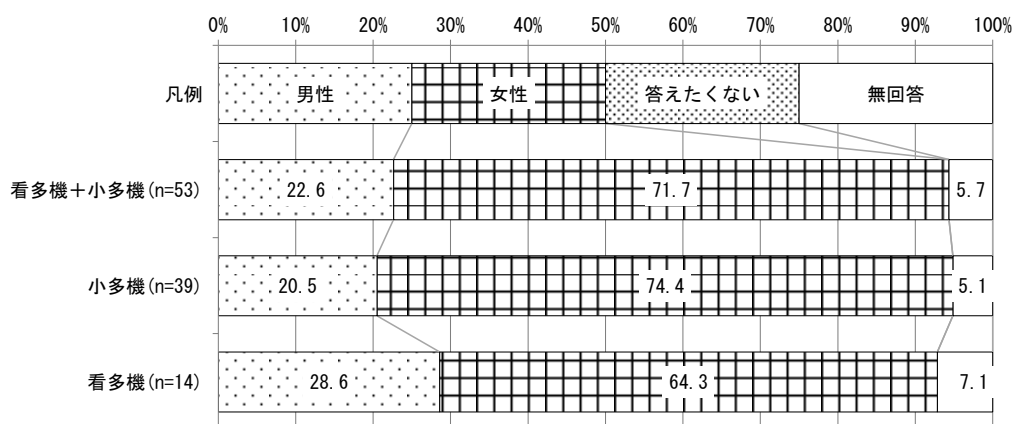 0% 10% 20% 30% 40% 50% 60% 70% 80% 90% 100%
凡例 男性 女性 答えたくない 無回答
看多機＋小多機(n=53) 22.6 71.7 5.7
小多機(n=39) 20.5 74.4 5.1
看多機(n=14) 28.6 64.3 7.1